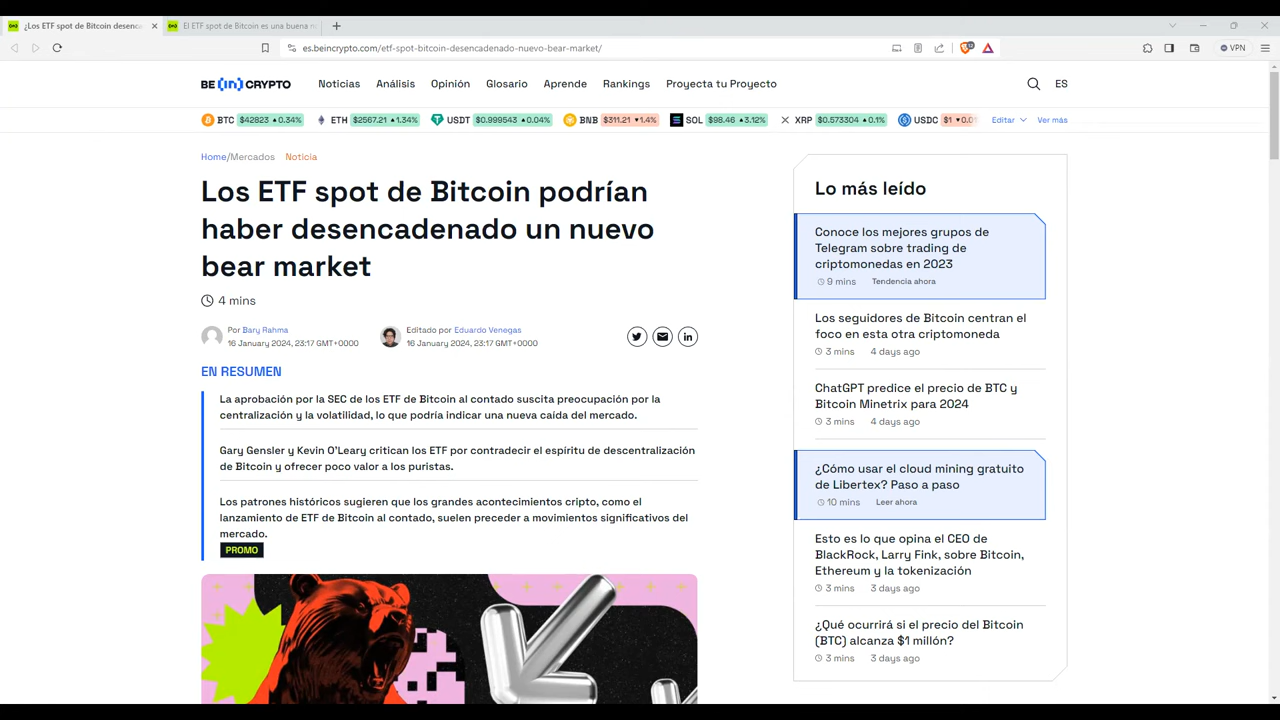 ¿Los ETF spot de Bitcoin desenc
El ETF spot de Bitcoin es una buena n
es.beincrypto.com/etf-spot-bitcoin-desencadenado-nuevo-bear-market/
VPN
BE [in] CRYPTO
Noticias Análisis Opinión Glosario Aprende Rankings Proyecta tu Proyecto
ES
BTC $42823 ▲0.34% ETH $2567.21 ▲1.34% USDT $0.999543 ▲0.04% BNB $311.21 ▼1.4% SOL $98.46 ▲3.12% XRP $0.573304 ▲0.1% USDC $1 ▼0.0 Editar Ver más
Home/Mercados Noticia
Los ETF spot de Bitcoin podrían
haber desencadenado un nuevo
bear market
4 mins
Por Bary Rahma
16 January 2024, 23:17 GMT+0000
Editado por Eduardo Venegas
16 January 2024, 23:17 GMT+0000
EN RESUMEN
La aprobación por la SEC de los ETF de Bitcoin al contado suscita preocupación por la
centralización y la volatilidad, lo que podría indicar una nueva caída del mercado.
Gary Gensler y Kevin O'Leary critican los ETF por contradecir el espíritu de descentralización
de Bitcoin y ofrecer poco valor a los puristas.
Los patrones históricos sugieren que los grandes acontecimientos cripto, como el
lanzamiento de ETF de Bitcoin al contado, suelen preceder a movimientos significativos del
mercado.
PROMO
Lo más leído
Conoce los mejores grupos de
Telegram sobre trading de
criptomonedas en 2023
9 mins Tendencia ahora
Los seguidores de Bitcoin centran el
foco en esta otra criptomoneda
3 mins 4 days ago
ChatGPT predice el precio de BTC y
Bitcoin Minetrix para 2024
3 mins 4 days ago
¿Cómo usar el cloud mining gratuito
de Libertex? Paso a paso
10 mins Leer ahora
Esto es lo que opina el CEO de
BlackRock, Larry Fink, sobre Bitcoin,
Ethereum y la tokenización
3 mins 3 days ago
¿Qué ocurrirá si el precio del Bitcoin
(BTC) alcanza $1 millón?
3 mins 3 days ago